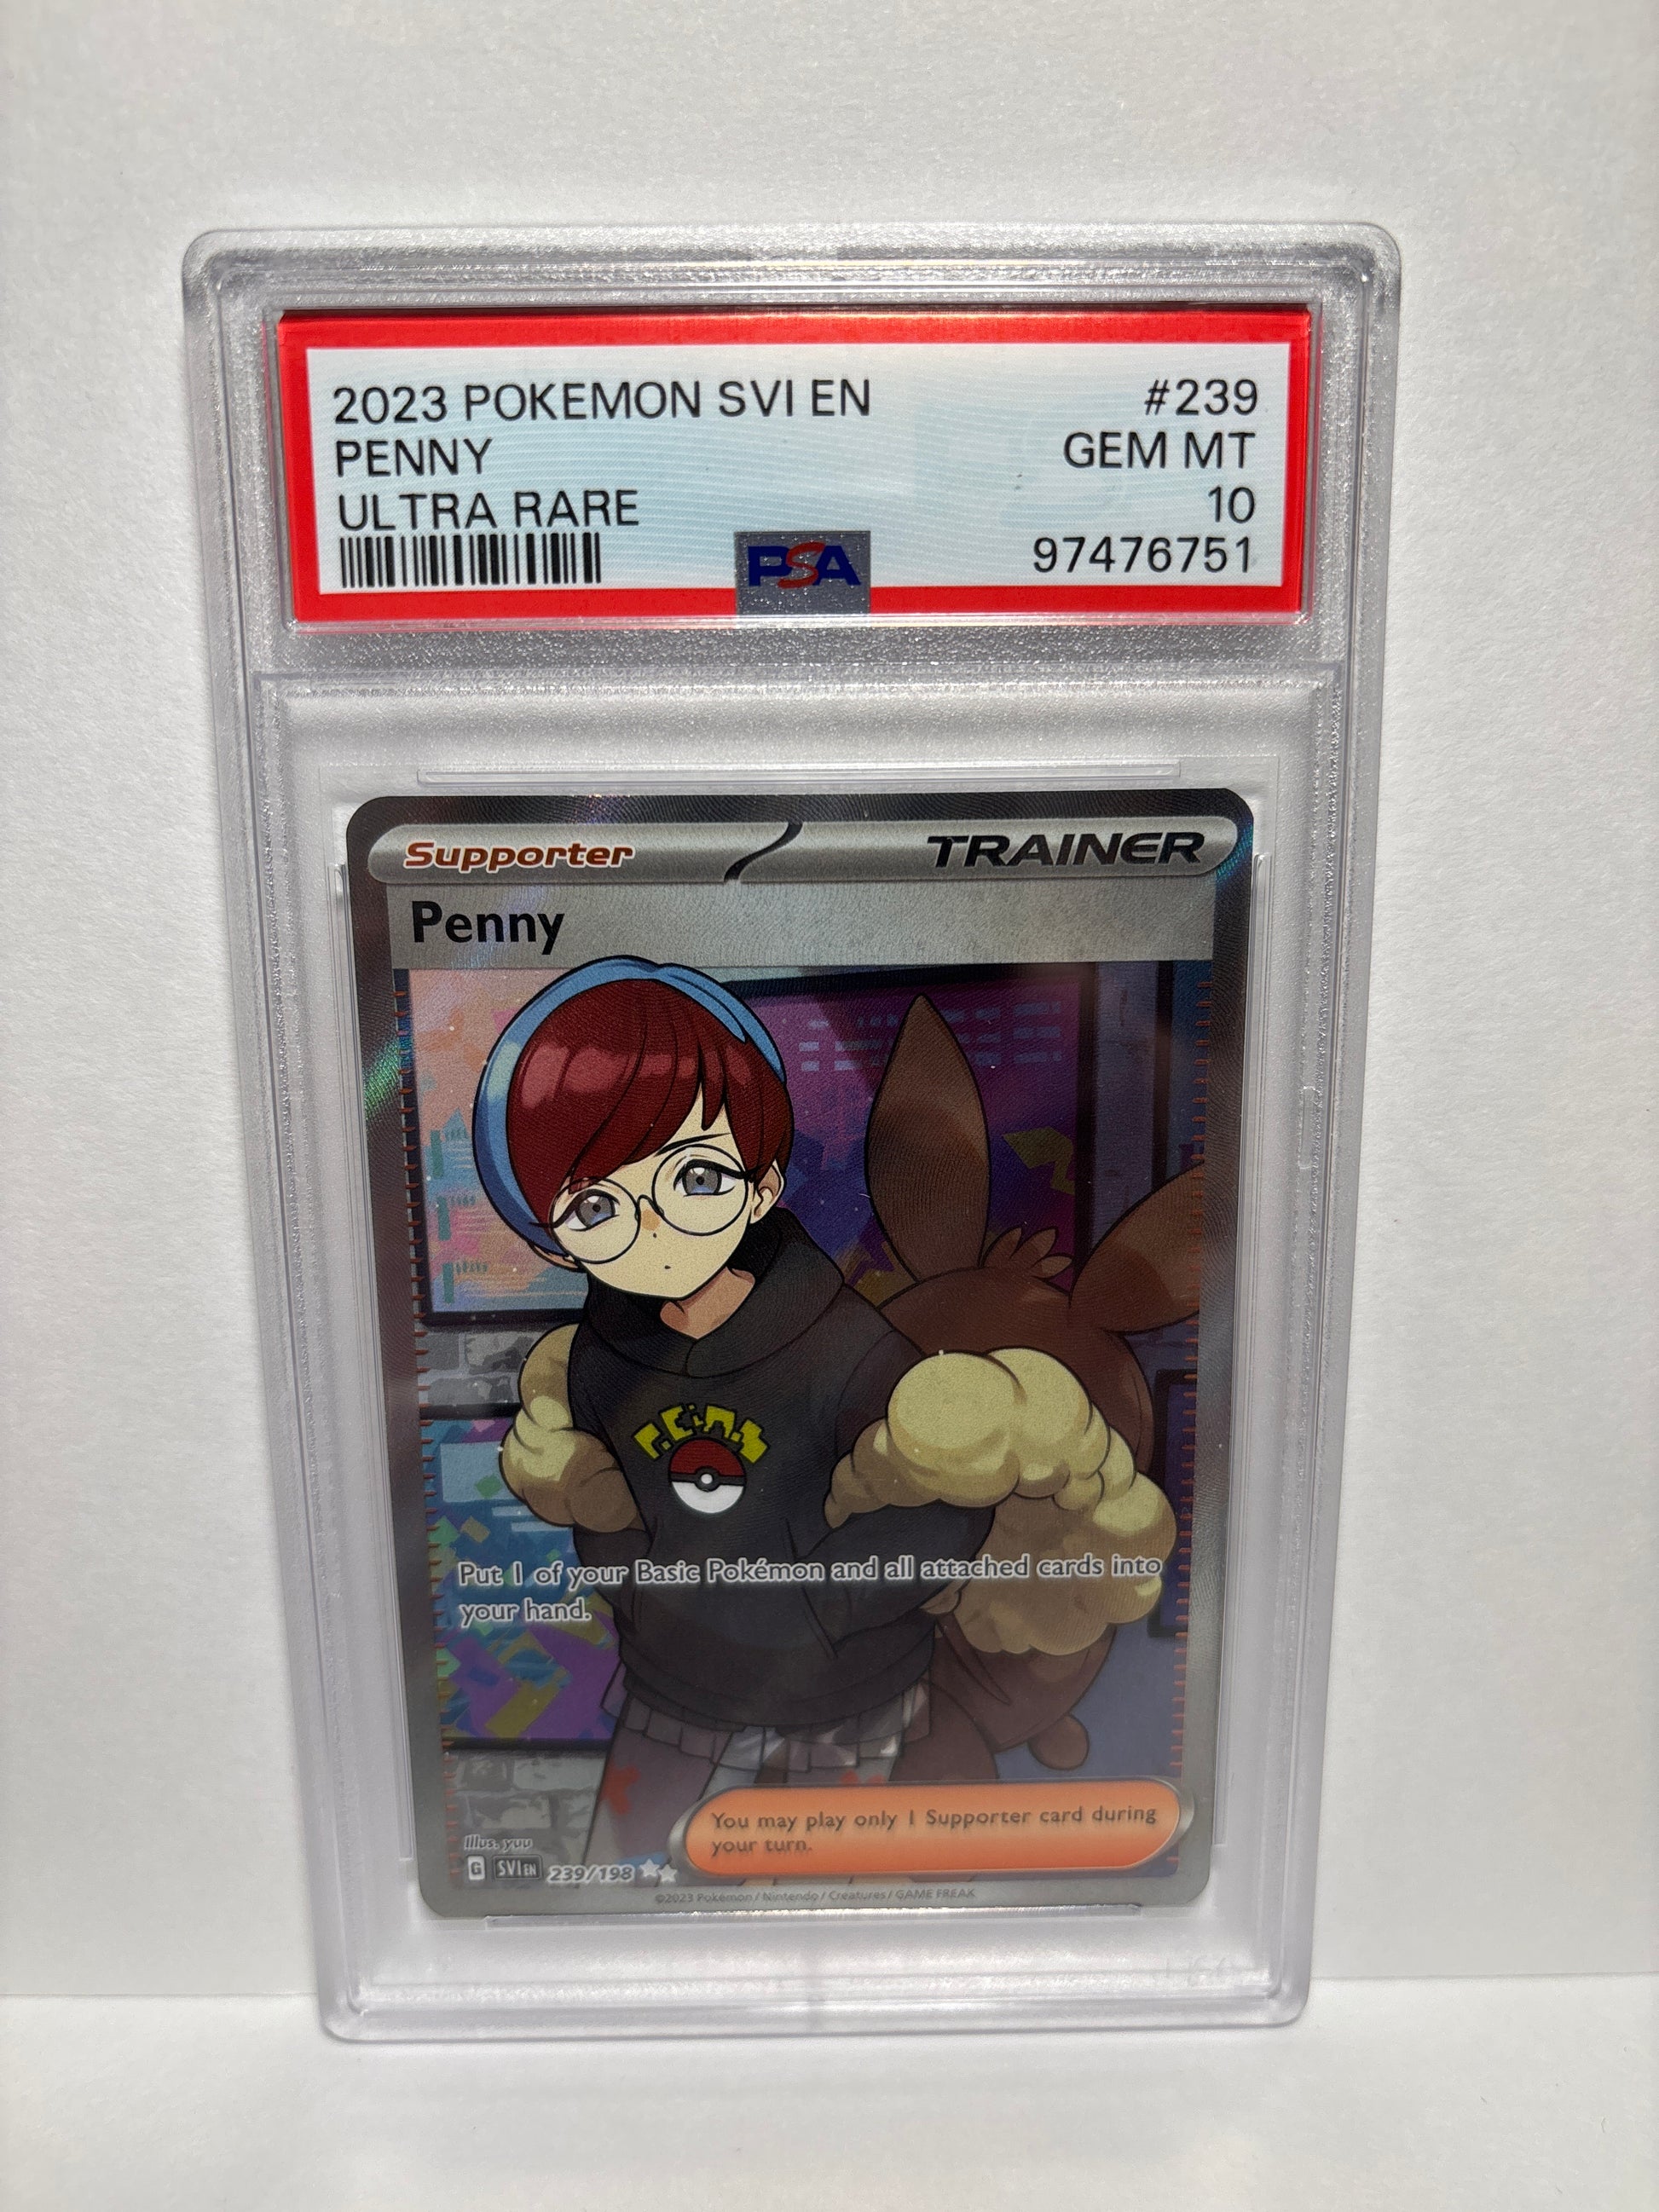 2023 POKEMON SVI EN #239
PENNY GEM MT
ULTRA RARE 10
PSA 97476751
Supporter TRAINER
Penny
Put 1 of your Basic Pokémon and all attached cards into
your hand.
You may play only 1 Supporter card during
your turn.
Illus. yuu
G SVI EN 239/198
©2023 Pokémon / Nintendo / Creatures / GAME FREAK